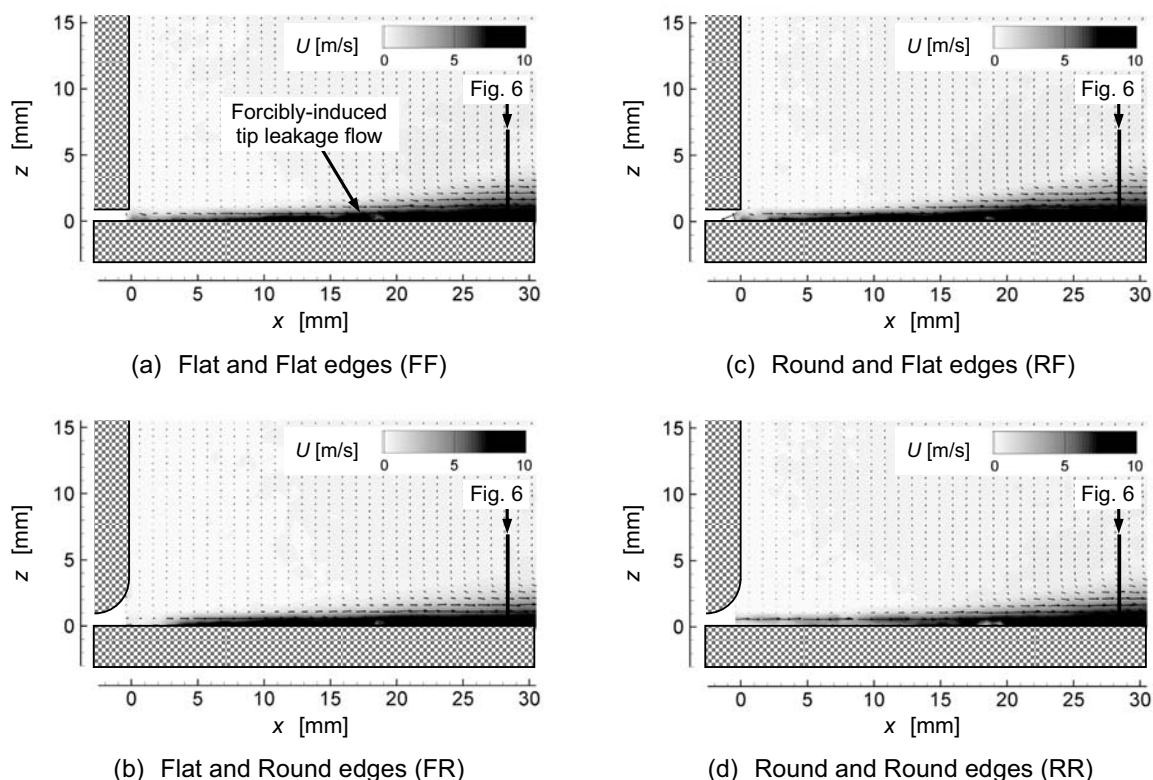 15
10
5
0
z [mm]
U [m/s]
0 5 10
Fig. 6
Forcibly-induced
tip leakage flow
0 5 10 15 20 25 30
x [mm]
(a) Flat and Flat edges (FF)
15
10
5
0
z [mm]
U [m/s]
0 5 10
Fig. 6
0 5 10 15 20 25 30
x [mm]
(c) Round and Flat edges (RF)
15
10
5
0
z [mm]
U [m/s]
0 5 10
Fig. 6
0 5 10 15 20 25 30
x [mm]
(b) Flat and Round edges (FR)
15
10
5
0
z [mm]
U [m/s]
0 5 10
Fig. 6
0 5 10 15 20 25 30
x [mm]
(d) Round and Round edges (RR)